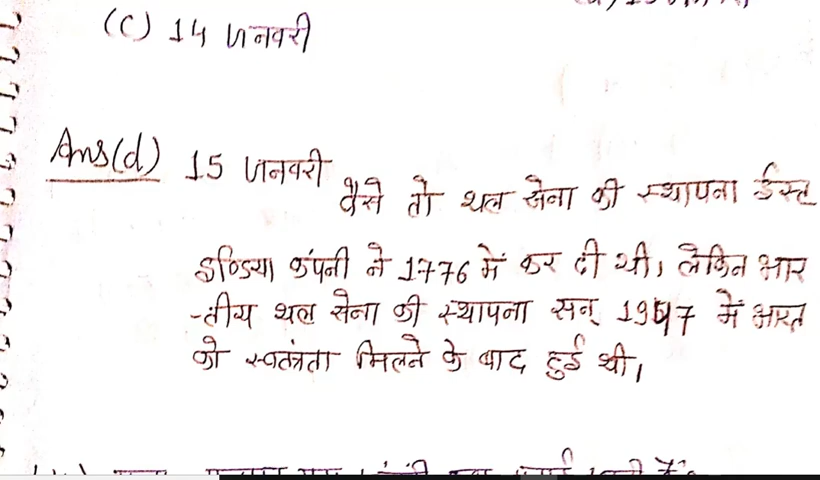 (C) 14 जनवरी
Ans(d) 15 जनवरी
वैसे तो थल सेना की स्थापना ईस्ट
इण्डिया कंपनी ने 1776 में कर दी थी। लेकिन भार
-तीय थल सेना की स्थापना सन् 1947 में भारत
को स्वतंत्रता मिलने के बाद हुई थी।